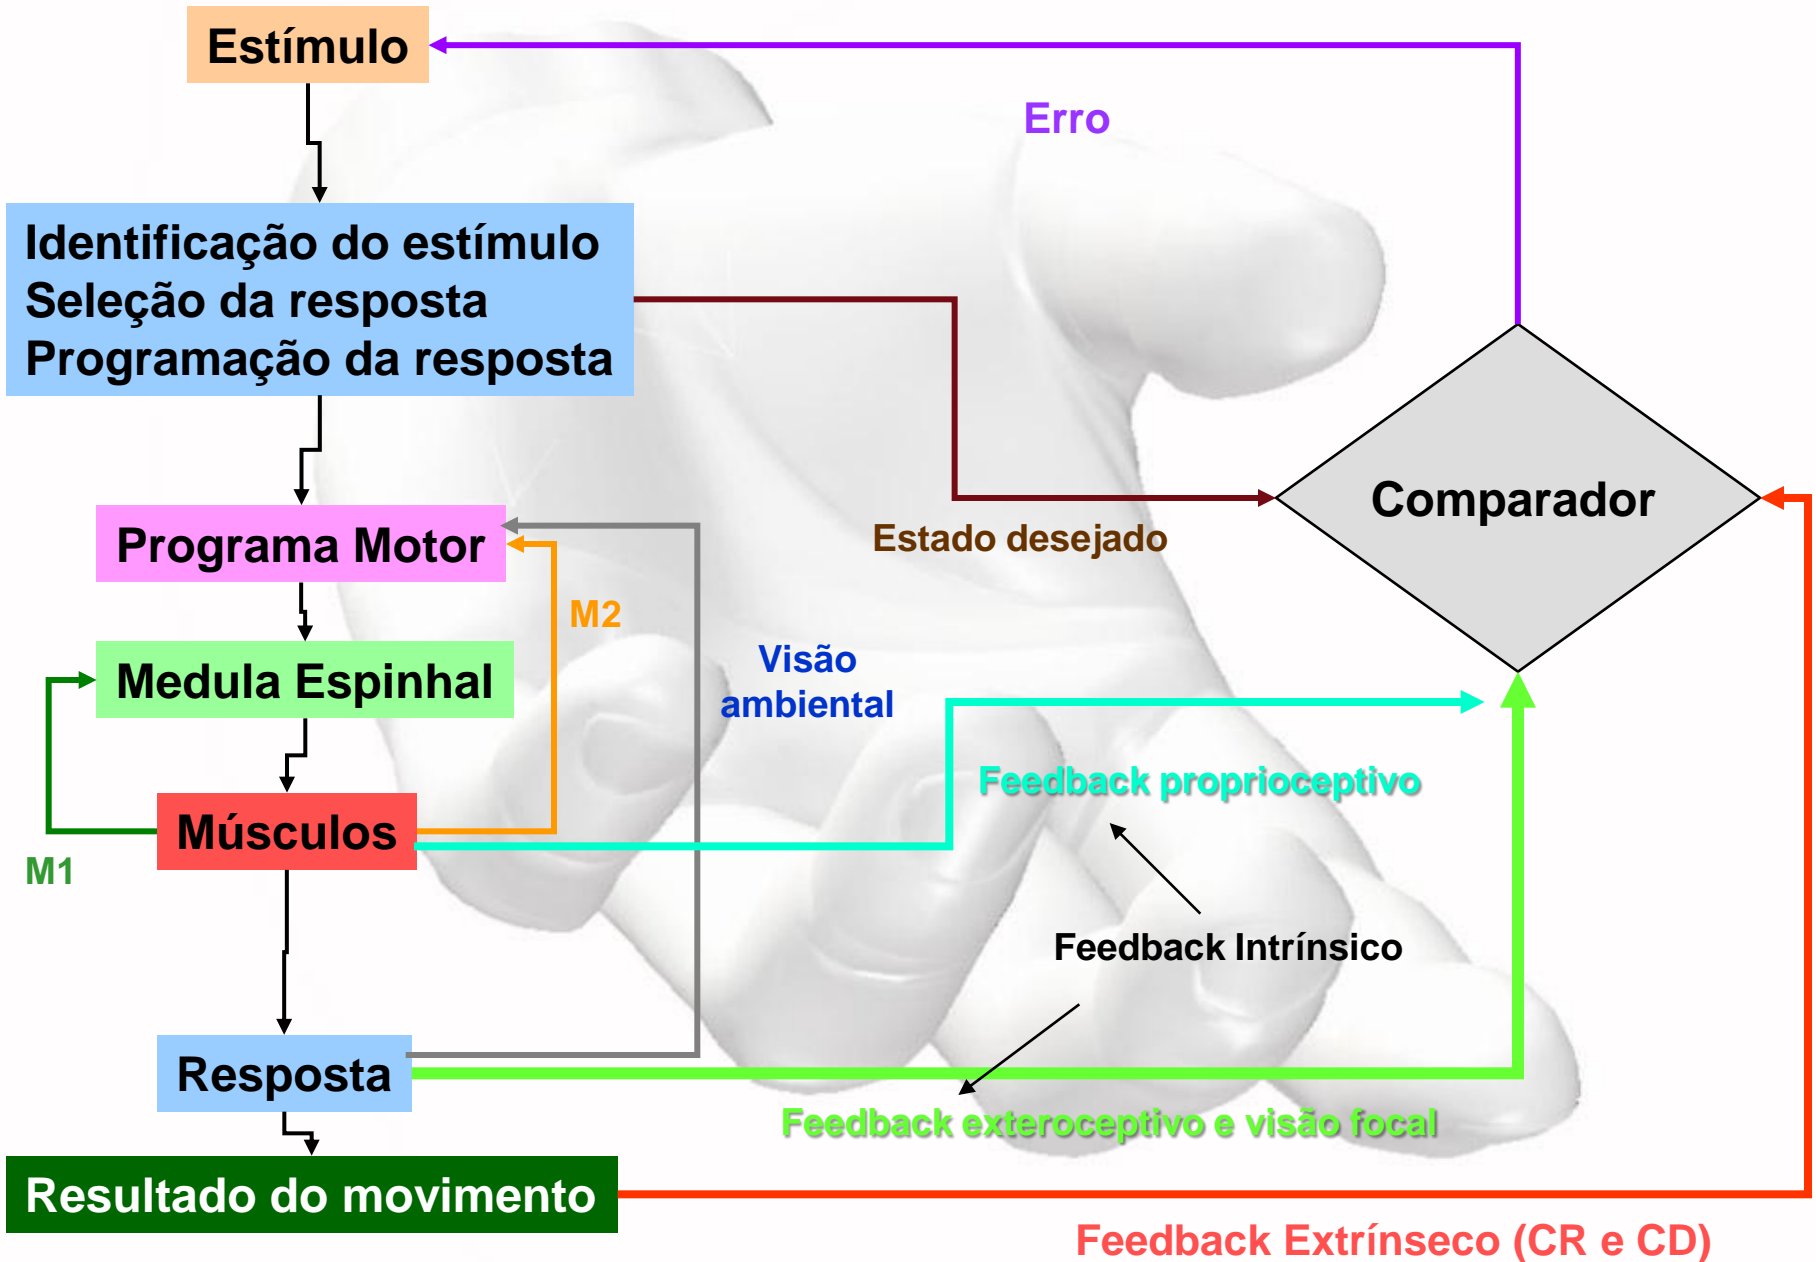 Estímulo
Erro
Identificação do estímulo
Seleção da resposta
Programação da resposta
Comparador
Programa Motor
Estado desejado
M2
Visão
ambiental
Medula Espinhal
Feedback proprioceptivo
Músculos
M1
Feedback Intrínsico
Resposta
Feedback exteroceptivo e visão focal
Resultado do movimento
Feedback Extrínseco (CR e CD)